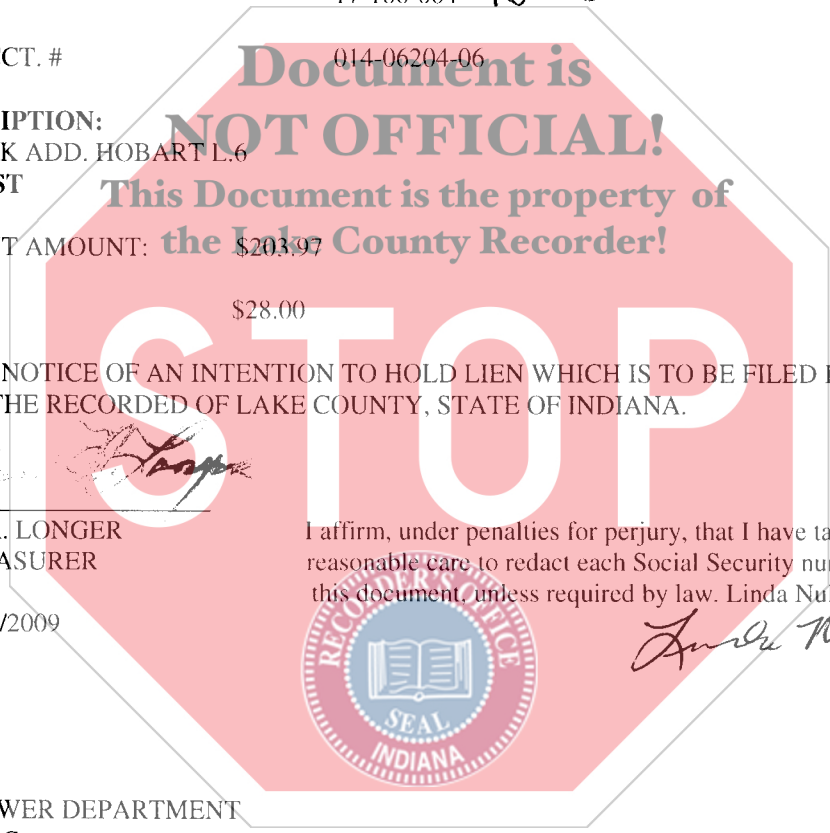 CT. # 014-06204-06
IPTION:
K ADD. HOBART L.6
ST
T AMOUNT: $203.97
$28.00
NOTICE OF AN INTENTION TO HOLD LIEN WHICH IS TO BE FILED
THE RECORDED OF LAKE COUNTY, STATE OF INDIANA.
. LONGER
ASURER
/2009
I affirm, under penalties for perjury, that I have ta
reasonable care to redact each Social Security nu
this document, unless required by law. Linda Nu
WER DEPARTMENT
Document is
NOT OFFICIAL!
This Document is the property of
the Lake County Recorder!
STOP
RECORDER'S OFFICE
SEAL
INDIANA